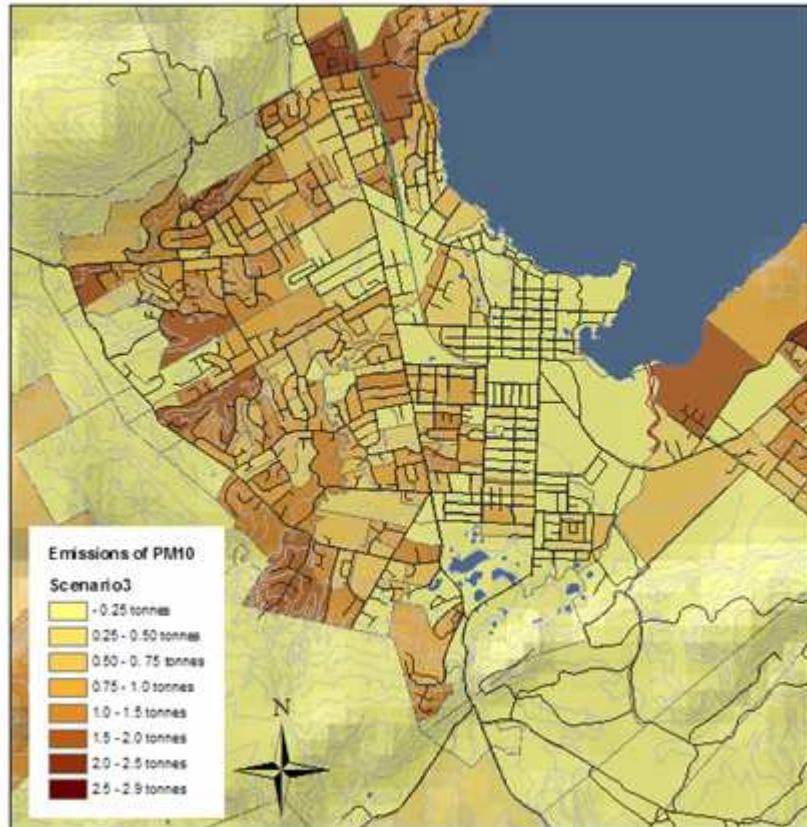 Emissions of PM10
Scenario3
- 0.25 tonnes
0.25 - 0.50 tonnes
0.50 - 0.75 tonnes
0.75 - 1.0 tonnes
1.0 - 1.5 tonnes
1.5 - 2.0 tonnes
2.0 - 2.5 tonnes
2.5 - 2.9 tonnes
N